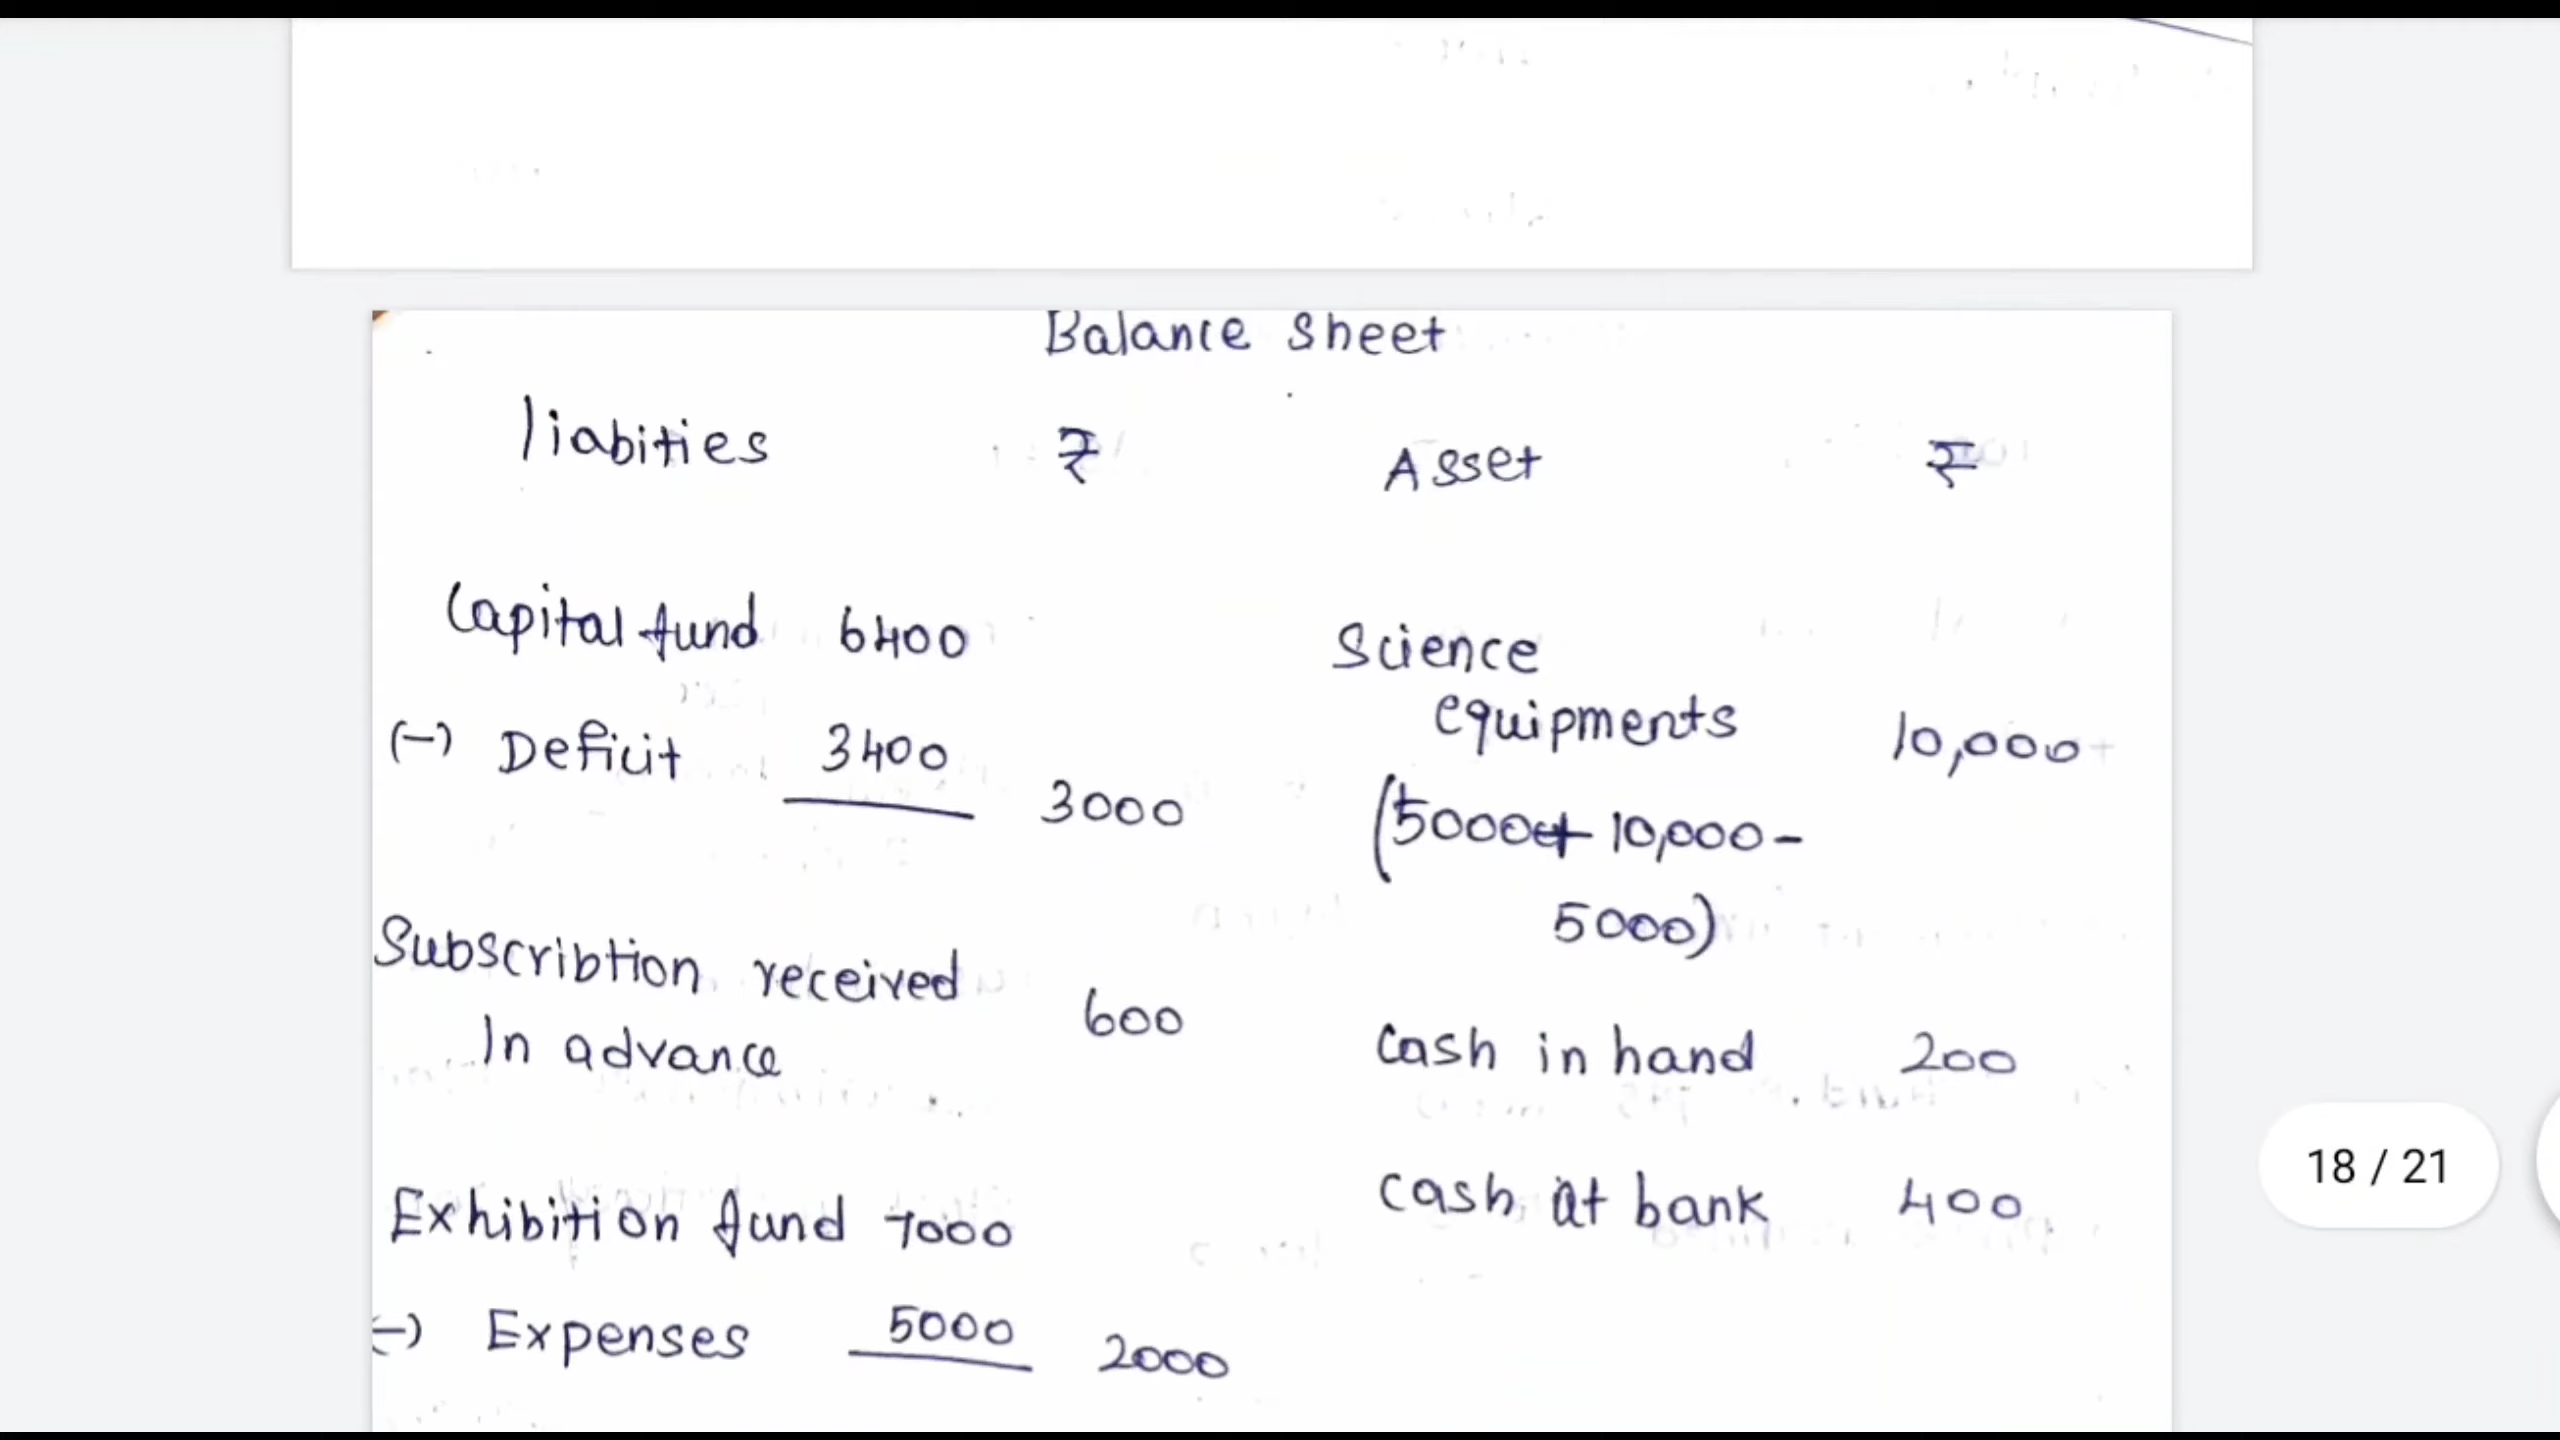 Balance Sheet
liabities ₹ Asset ₹
Capital fund 6400
Science
equipments 10,000
(-) Deficit 3400 3000
(5000+ 10,000-
5000)
Subscribtion received
In advance 600
Cash in hand 200
Exhibition fund 7000
Cash at bank 400
(-) Expenses 5000 2000
18 / 21